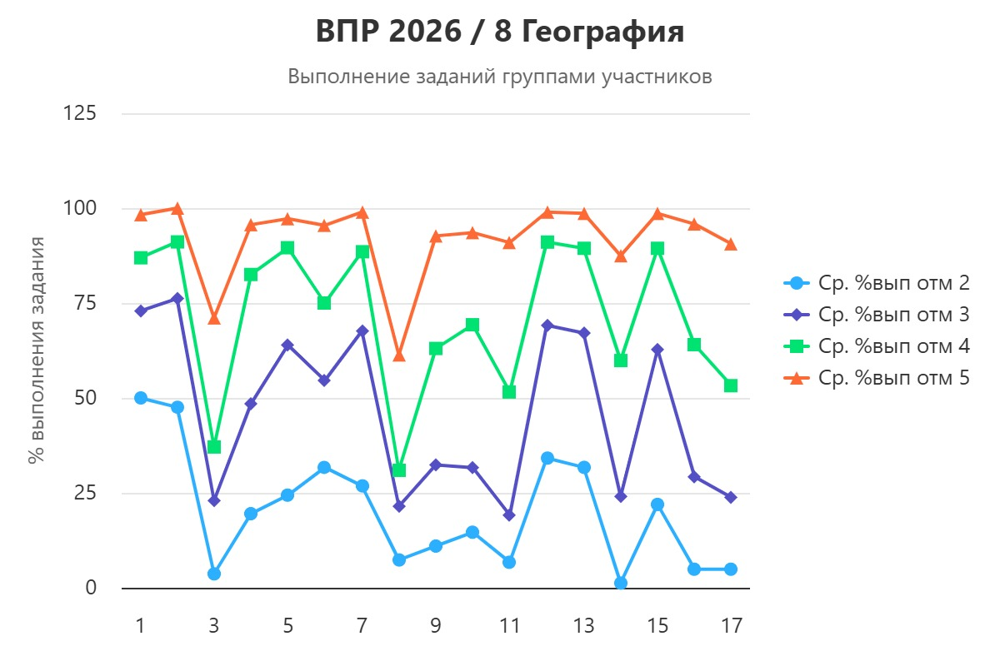 ВПР 2026 / 8 География
Выполнение заданий группами участников
% выполнения задания
125
100
75
50
25
0
1 3 5 7 9 11 13 15 17
Ср. %вып отм 2
Ср. %вып отм 3
Ср. %вып отм 4
Ср. %вып отм 5